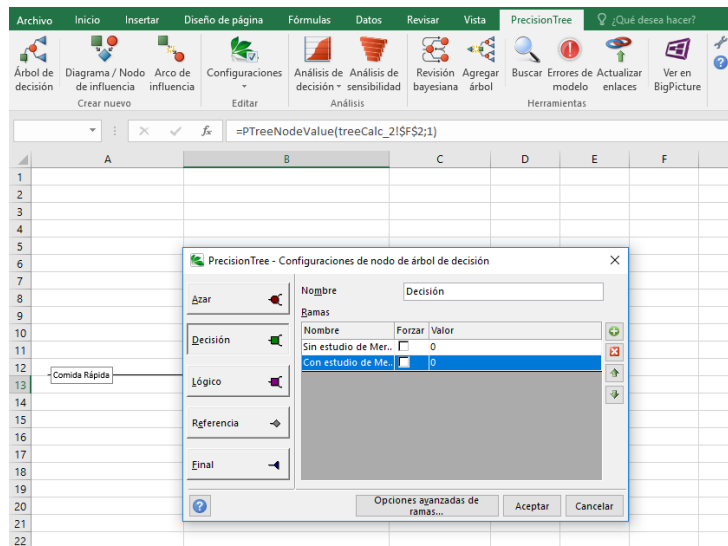 Archivo Inicio Insertar Diseño de página Fórmulas Datos Revisar Vista PrecisionTree ¿Qué desea hacer?
Árbol de decisión
Diagrama / Nodo de influencia
Arco de influencia
Configuraciones
Análisis de decisión
Análisis de sensibilidad
Revisión bayesiana
Agregar árbol
Buscar
Errores de modelo
Actualizar enlaces
Ver en BigPicture
Crear nuevo Editar Análisis Herramientas
fx =PTreeNodeValue(treeCalc_2!$F$2;1)
A B C D E F
1
2
3
4
5
6
7
8
9
10
11
12
13
14
15
16
17
18
19
20
21
22
Comida Rápida
PrecisionTree - Configuraciones de nodo de árbol de decisión
Azar
Decisión
Lógico
Referencia
Final
Nombre Decisión
Ramas
Nombre Forzar Valor
Sin estudio de Mer.. 0
Con estudio de Me.. 0
Opciones avanzadas de
ramas...
Aceptar Cancelar